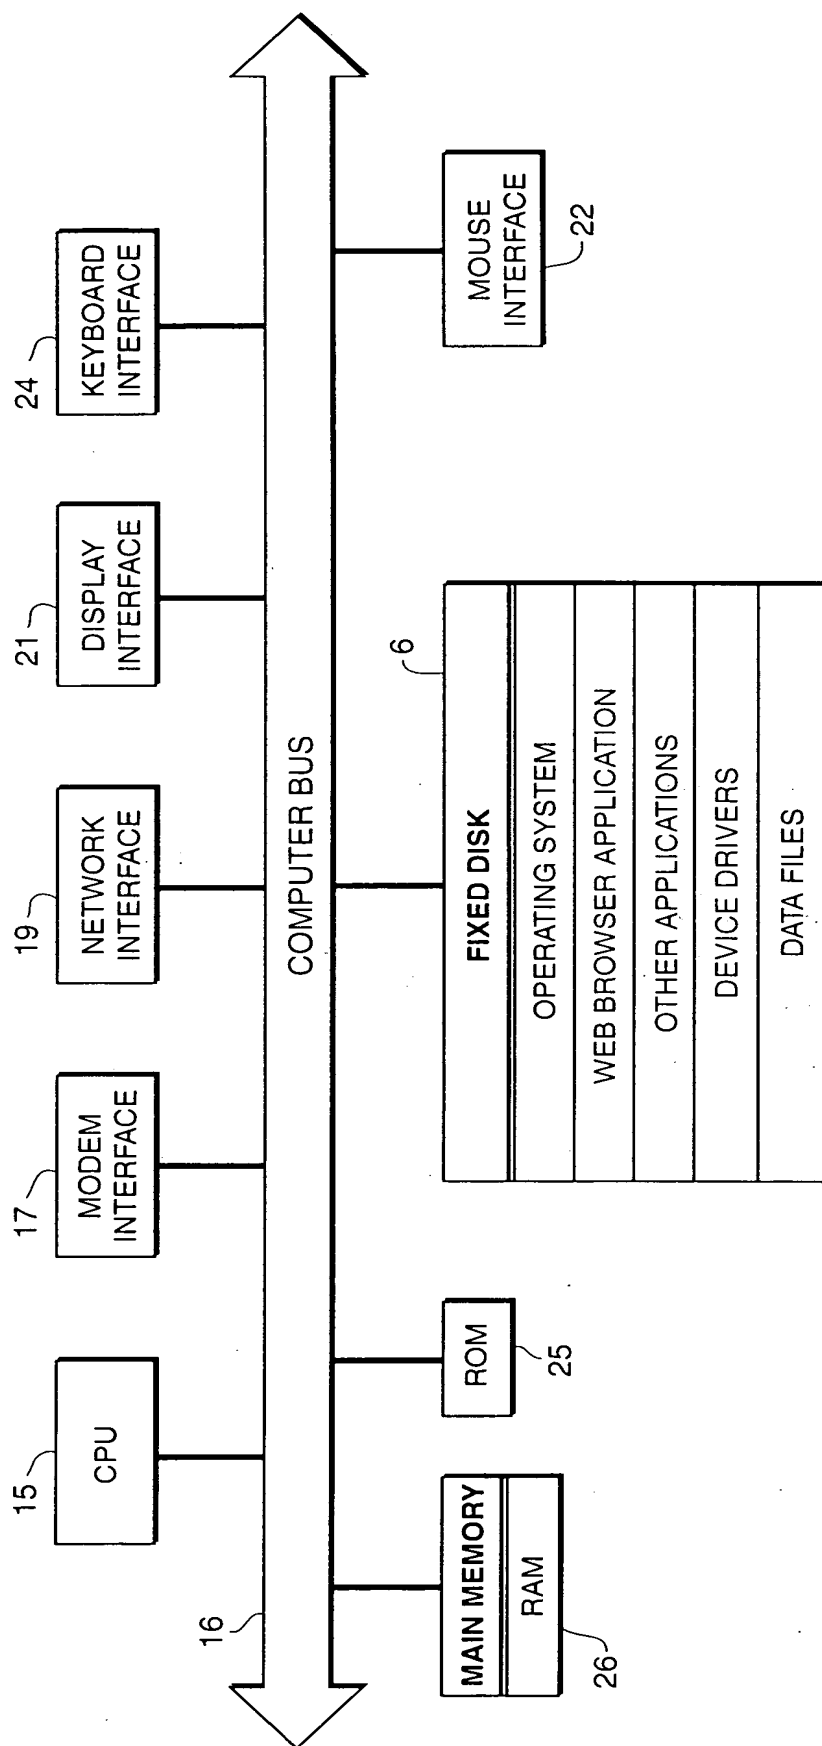 15
CPU
17
MODEM
INTERFACE
19
NETWORK
INTERFACE
21
DISPLAY
INTERFACE
24
KEYBOARD
INTERFACE
16
COMPUTER BUS
MAIN MEMORY
RAM
26
ROM
25
6
FIXED DISK
OPERATING SYSTEM
WEB BROWSER APPLICATION
OTHER APPLICATIONS
DEVICE DRIVERS
DATA FILES
MOUSE
INTERFACE
22